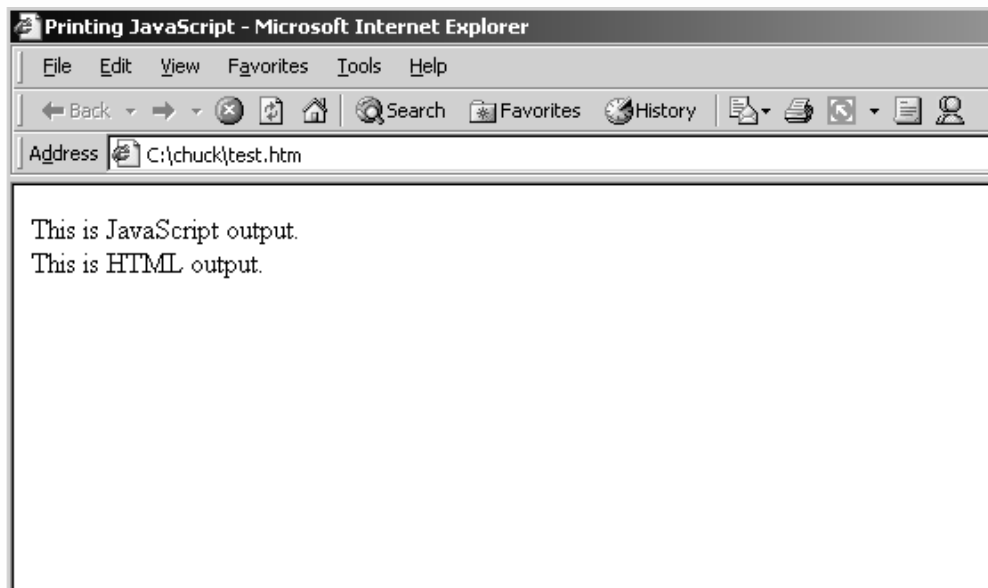 Printing JavaScript - Microsoft Internet Explorer
File Edit View Favorites Tools Help
Back Search Favorites History
Address C:\chuck\test.htm
This is JavaScript output.
This is HTML output.